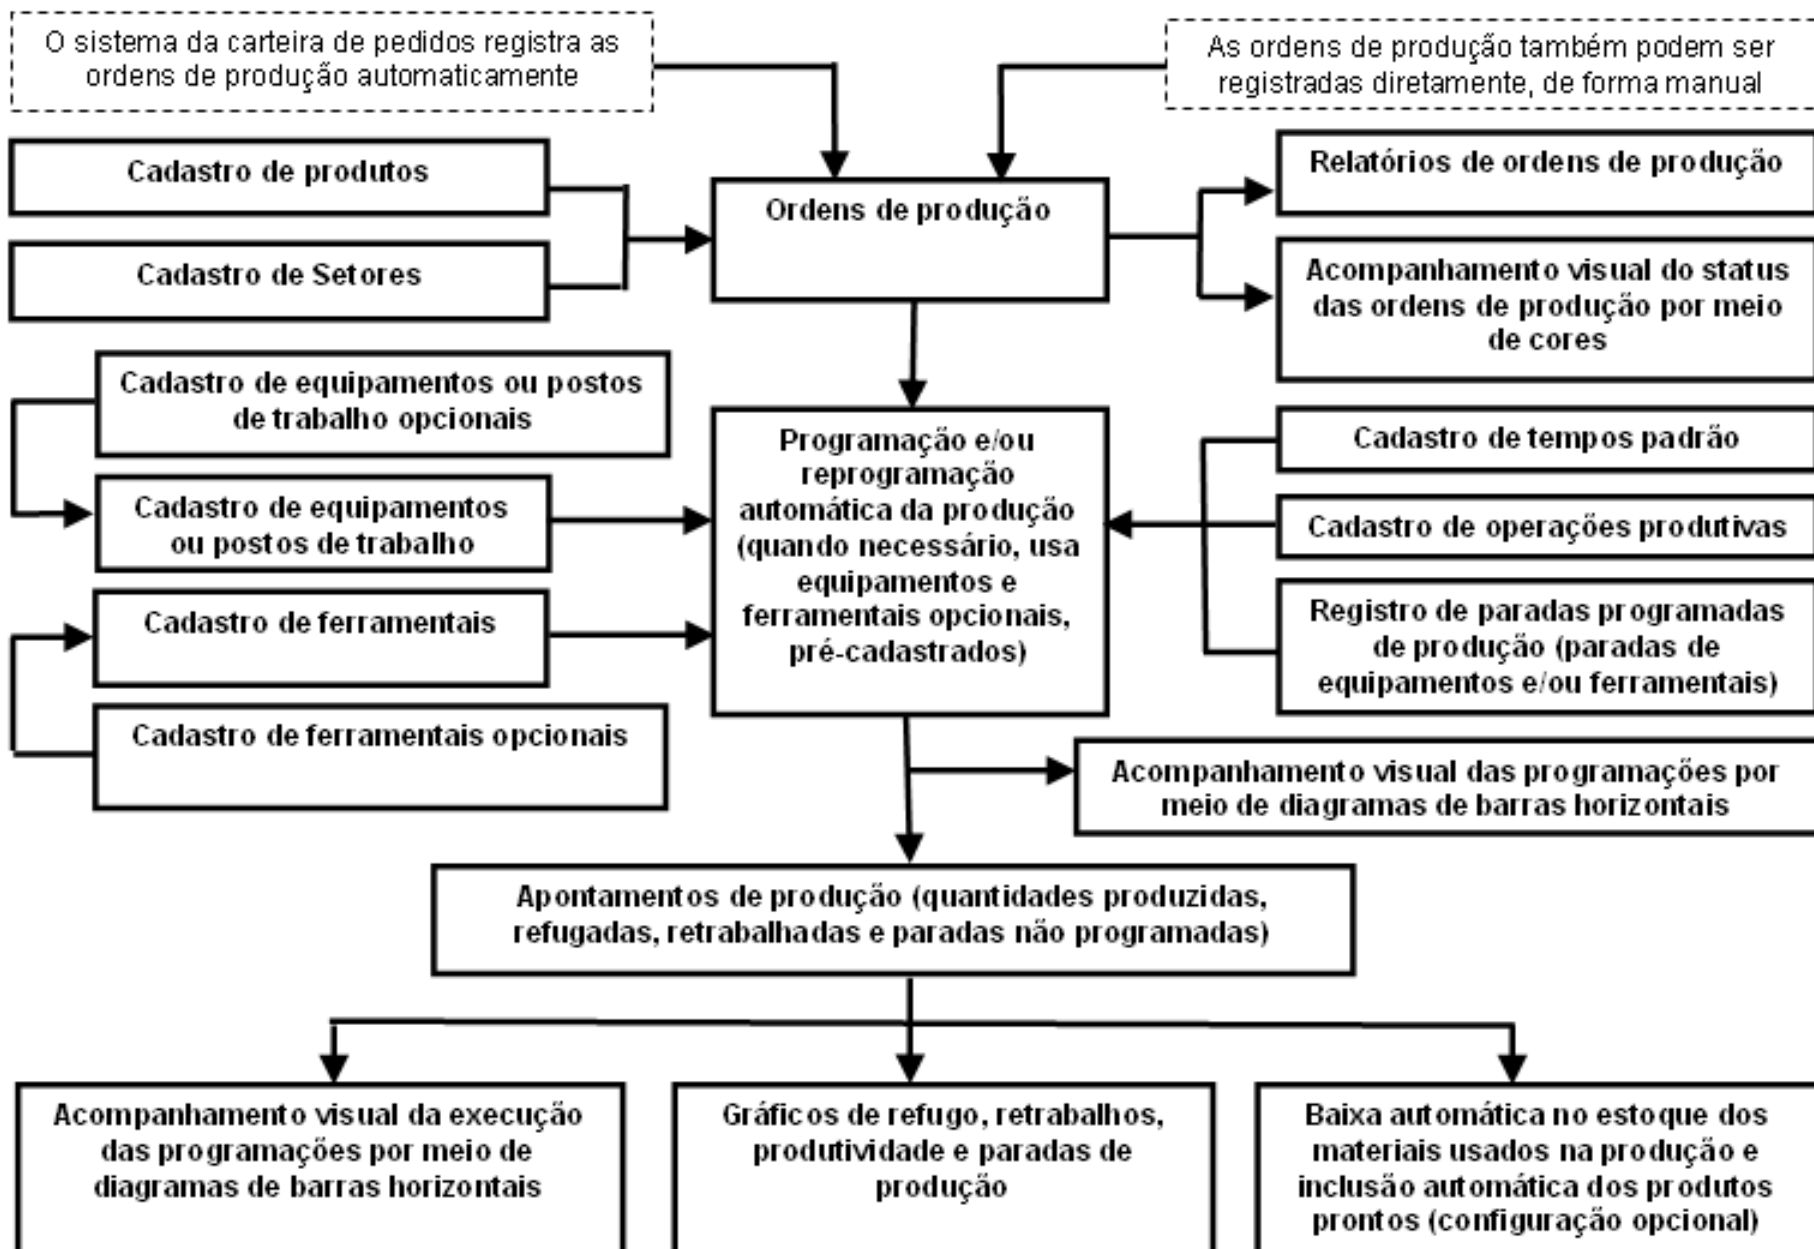 O sistema da carteira de pedidos registra as
ordens de produção automaticamente
As ordens de produção também podem ser
registradas diretamente, de forma manual
Cadastro de produtos
Ordens de produção
Relatórios de ordens de produção
Cadastro de Setores
Acompanhamento visual do status
das ordens de produção por meio
de cores
Cadastro de equipamentos ou postos
de trabalho opcionais
Programação e/ou
reprogramação
automática da produção
(quando necessário, usa
equipamentos e
ferramentais opcionais,
pré-cadastrados)
Cadastro de tempos padrão
Cadastro de equipamentos
ou postos de trabalho
Cadastro de operações produtivas
Cadastro de ferramentais
Registro de paradas programadas
de produção (paradas de
equipamentos e/ou ferramentais)
Cadastro de ferramentais opcionais
Acompanhamento visual das programações por
meio de diagramas de barras horizontais
Apontamentos de produção (quantidades produzidas,
refugadas, retrabalhadas e paradas não programadas)
Acompanhamento visual da execução
das programações por meio de
diagramas de barras horizontais
Gráficos de refugo, retrabalhos,
produtividade e paradas de
produção
Baixa automática no estoque dos
materiais usados na produção e
inclusão automática dos produtos
prontos (configuração opcional)